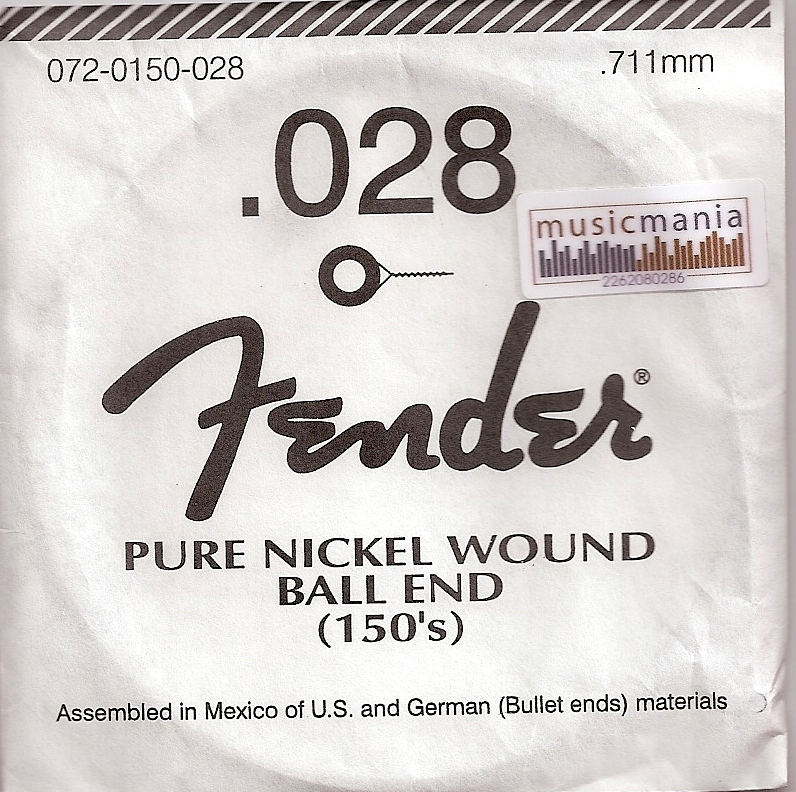 072-0150-028 .711mm
.028
musicmania
2262080286
Fender®
PURE NICKEL WOUND
BALL END
(150's)
Assembled in Mexico of U.S. and German (Bullet ends) materials